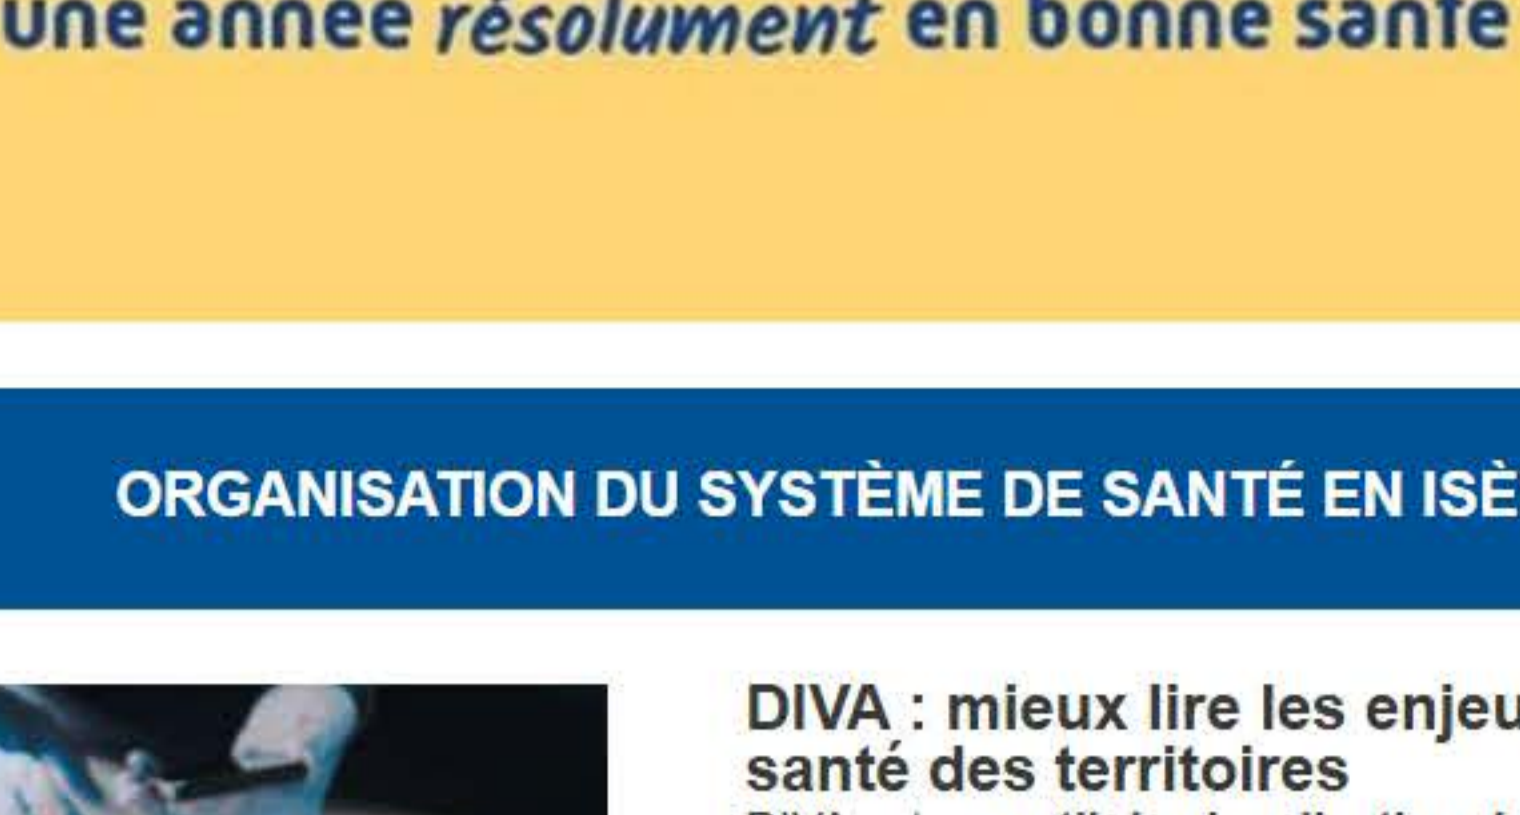 une année résolument en bonne santé
ORGANISATION DU SYSTÈME DE SANTÉ EN ISÈ
DIVA : mieux lire les enjeu
santé des territoires